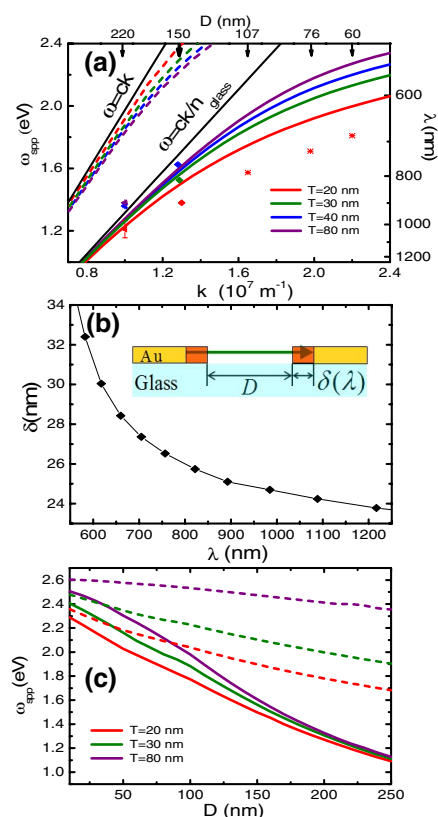 D (nm)
220 150 107 76 60
(a)
ω=ck
ω=ck/n glass
2.4
2.0
1.6
1.2
ω spp (eV)
600
800
900
1000
1200
λ (nm)
T=20 nm
T=30 nm
T=40 nm
T=80 nm
0.8 1.2 1.6 2.0 2.4
k (10⁷ m⁻¹)
(b)
34
32
30
28
26
24
δ(nm)
Au
Glass
D
δ(λ)
600 700 800 900 1000 1100 1200
λ (nm)
(c)
2.6
2.4
2.2
2.0
1.8
1.6
1.4
1.2
1.0
ω spp (eV)
T=20 nm
T=30 nm
T=80 nm
50 100 150 200 250
D (nm)